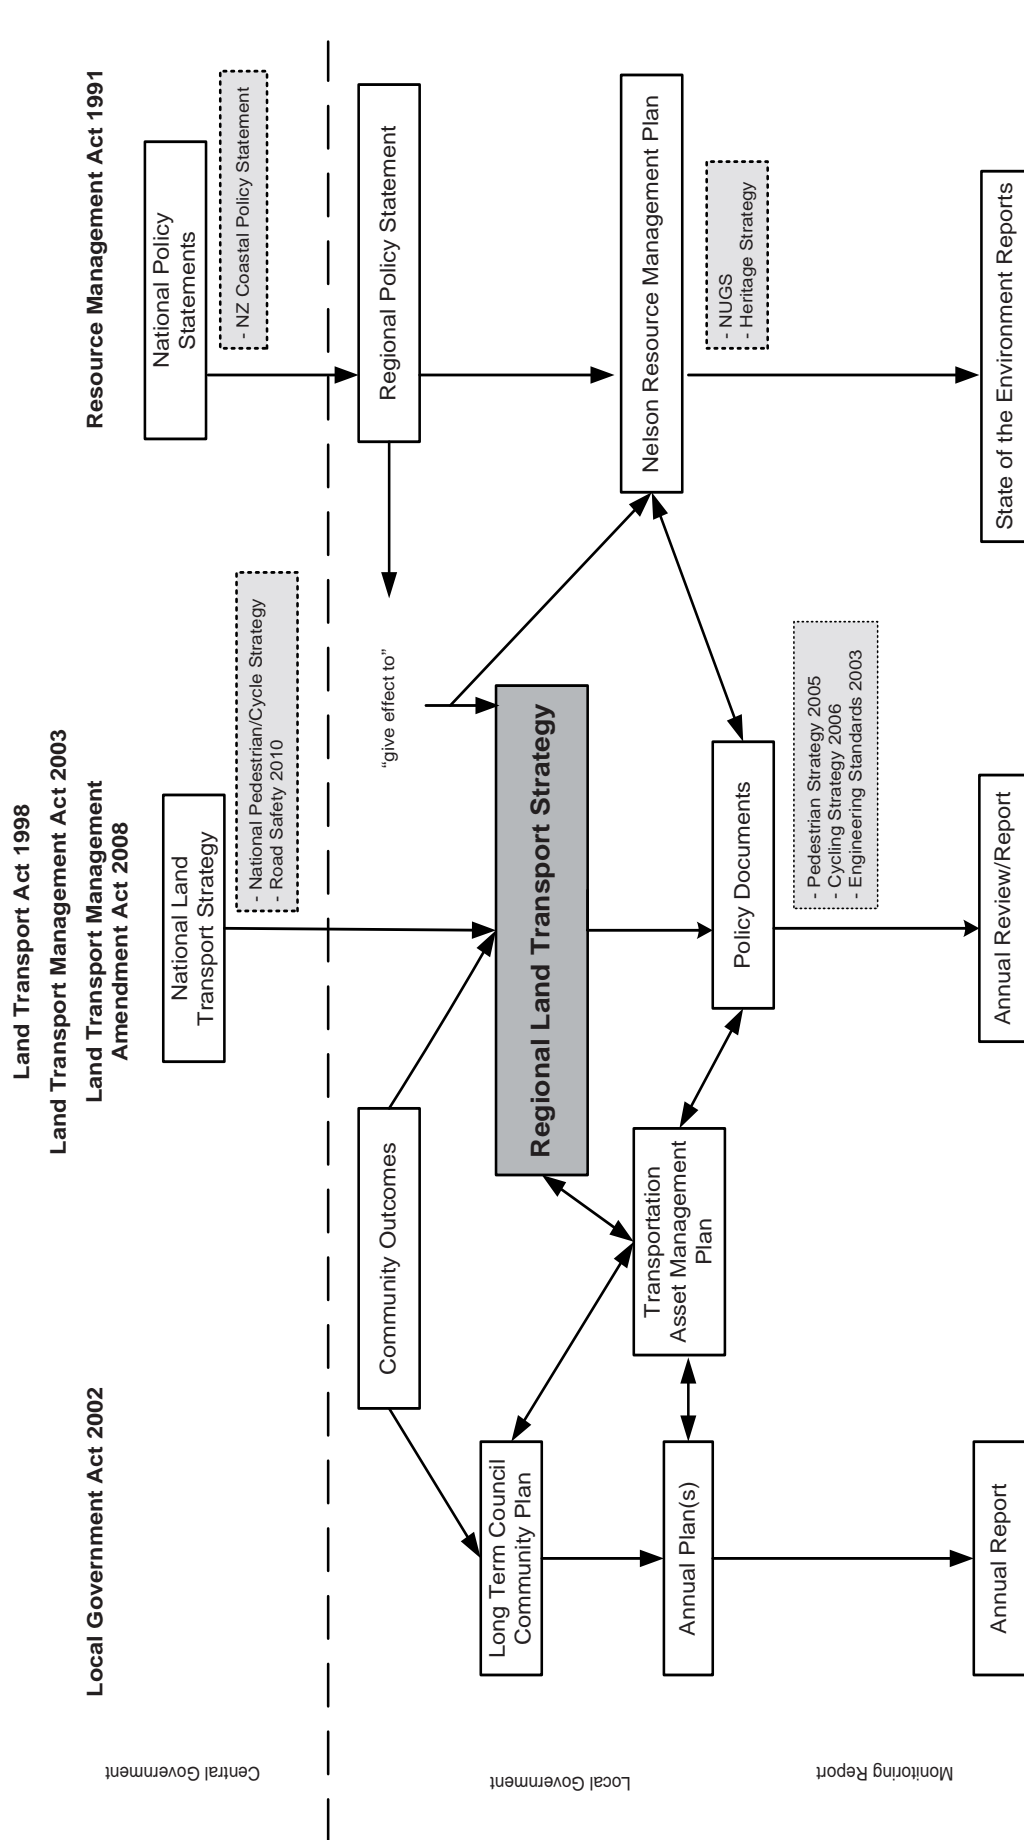 Local Government Act 2002
Land Transport Act 1998
Land Transport Management Act 2003
Land Transport Management
Amendment Act 2008
Resource Management Act 1991
Central Government
National Land
Transport Strategy
- National Pedestrian/Cycle Strategy
- Road Safety 2010
National Policy
Statements
- NZ Coastal Policy Statement
Local Government
Community Outcomes
“give effect to”
Regional Policy Statement
Long Term Council
Community Plan
Regional Land Transport Strategy
Transportation
Asset Management
Plan
Nelson Resource Management Plan
- NUGS
- Heritage Strategy
Annual Plan(s)
Policy Documents
- Pedestrian Strategy 2005
- Cycling Strategy 2006
- Engineering Standards 2003
Monitoring Report
Annual Report
Annual Review/Report
State of the Environment Reports